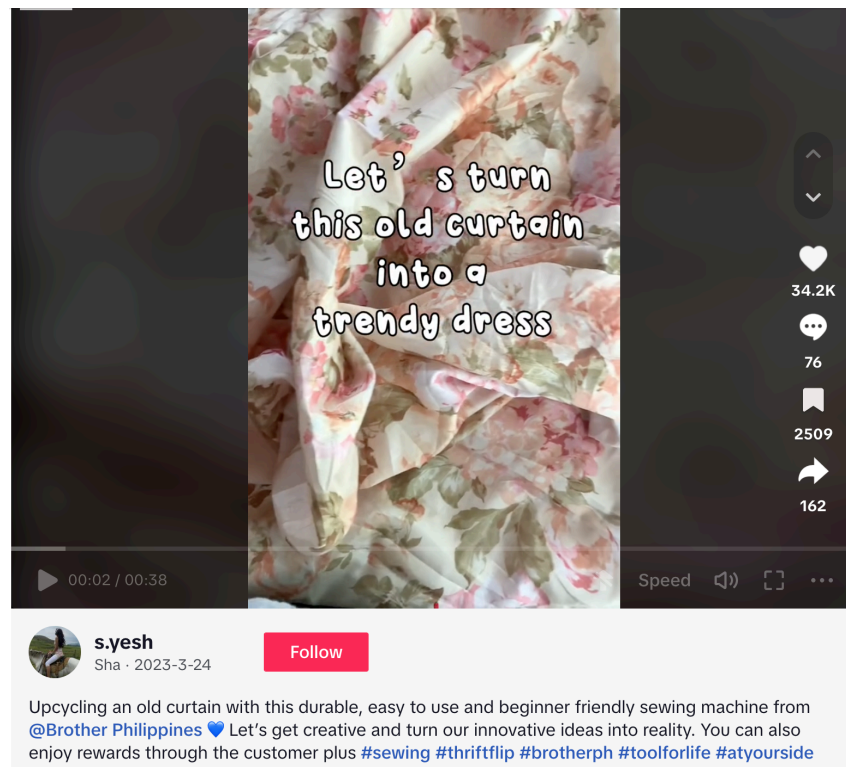 Let's turn
this old curtain
into a
trendy dress
34.2K
76
2509
162
00:02 / 00:38
Speed
s.yesh
Sha · 2023-3-24
Follow
Upcycling an old curtain with this durable, easy to use and beginner friendly sewing machine from
@Brother Philippines 💙 Let's get creative and turn our innovative ideas into reality. You can also
enjoy rewards through the customer plus #sewing #thriftflip #brotherph #toolforlife #atyourside